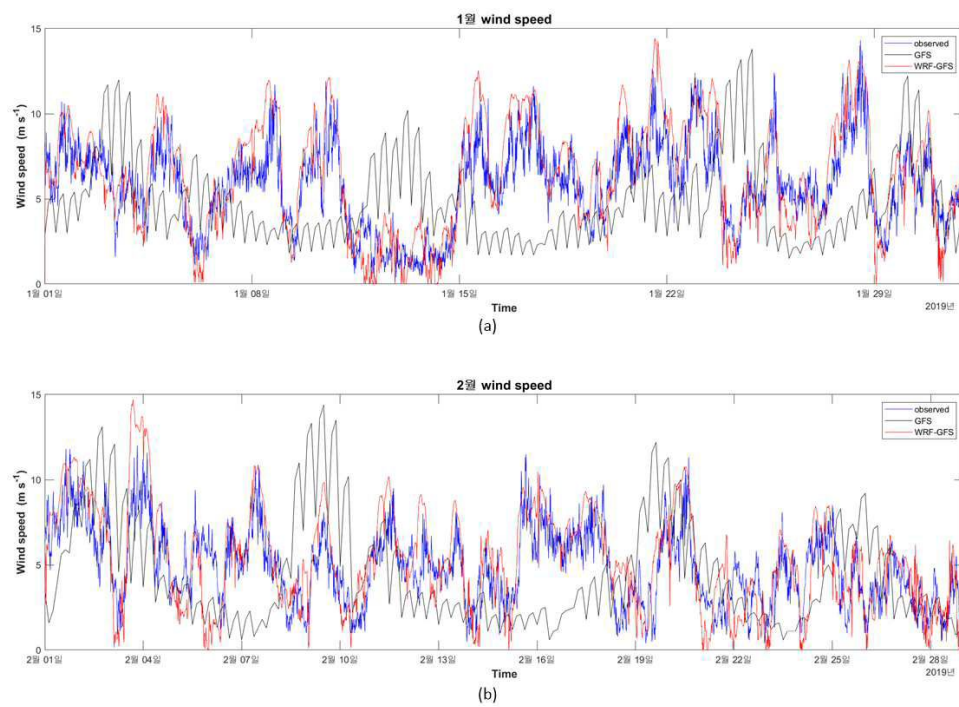 1월 wind speed
15
10
5
0
Wind speed (m s⁻¹)
observed
GFS
WRF-GFS
1월 01일
1월 08일
1월 15일
1월 22일
1월 29일
Time
2019년
(a)
2월 wind speed
15
10
5
0
Wind speed (m s⁻¹)
observed
GFS
WRF-GFS
2월 01일
2월 04일
2월 07일
2월 10일
2월 13일
2월 16일
2월 19일
2월 22일
2월 25일
2월 28일
Time
2019년
(b)